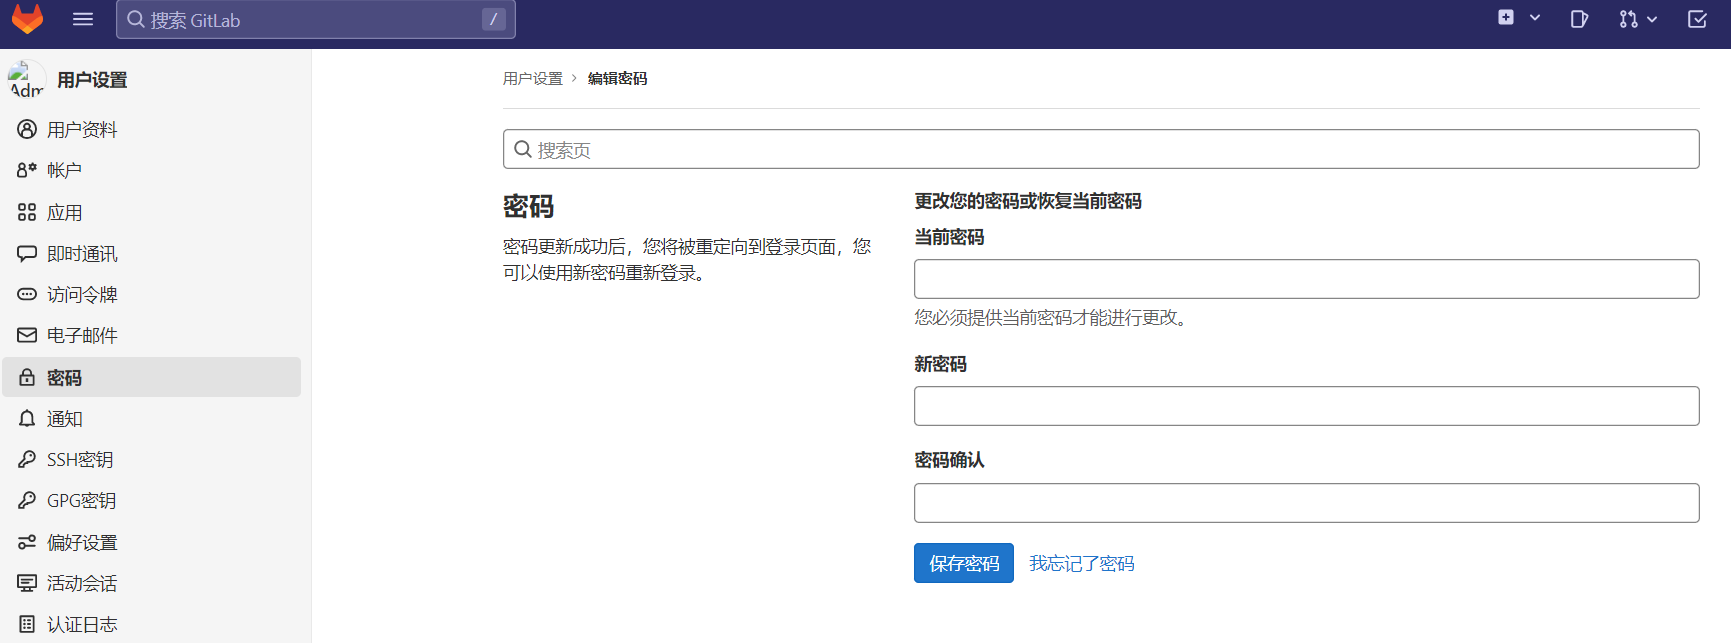 搜索 GitLab
/
Adm
用户设置
用户资料
帐户
应用
即时通讯
访问令牌
电子邮件
密码
通知
SSH密钥
GPG密钥
偏好设置
活动会话
认证日志
用户设置 › 编辑密码
搜索页
密码
密码更新成功后，您将被重定向到登录页面，您
可以使用新密码重新登录。
更改您的密码或恢复当前密码
当前密码
您必须提供当前密码才能进行更改。
新密码
密码确认
保存密码 我忘记了密码